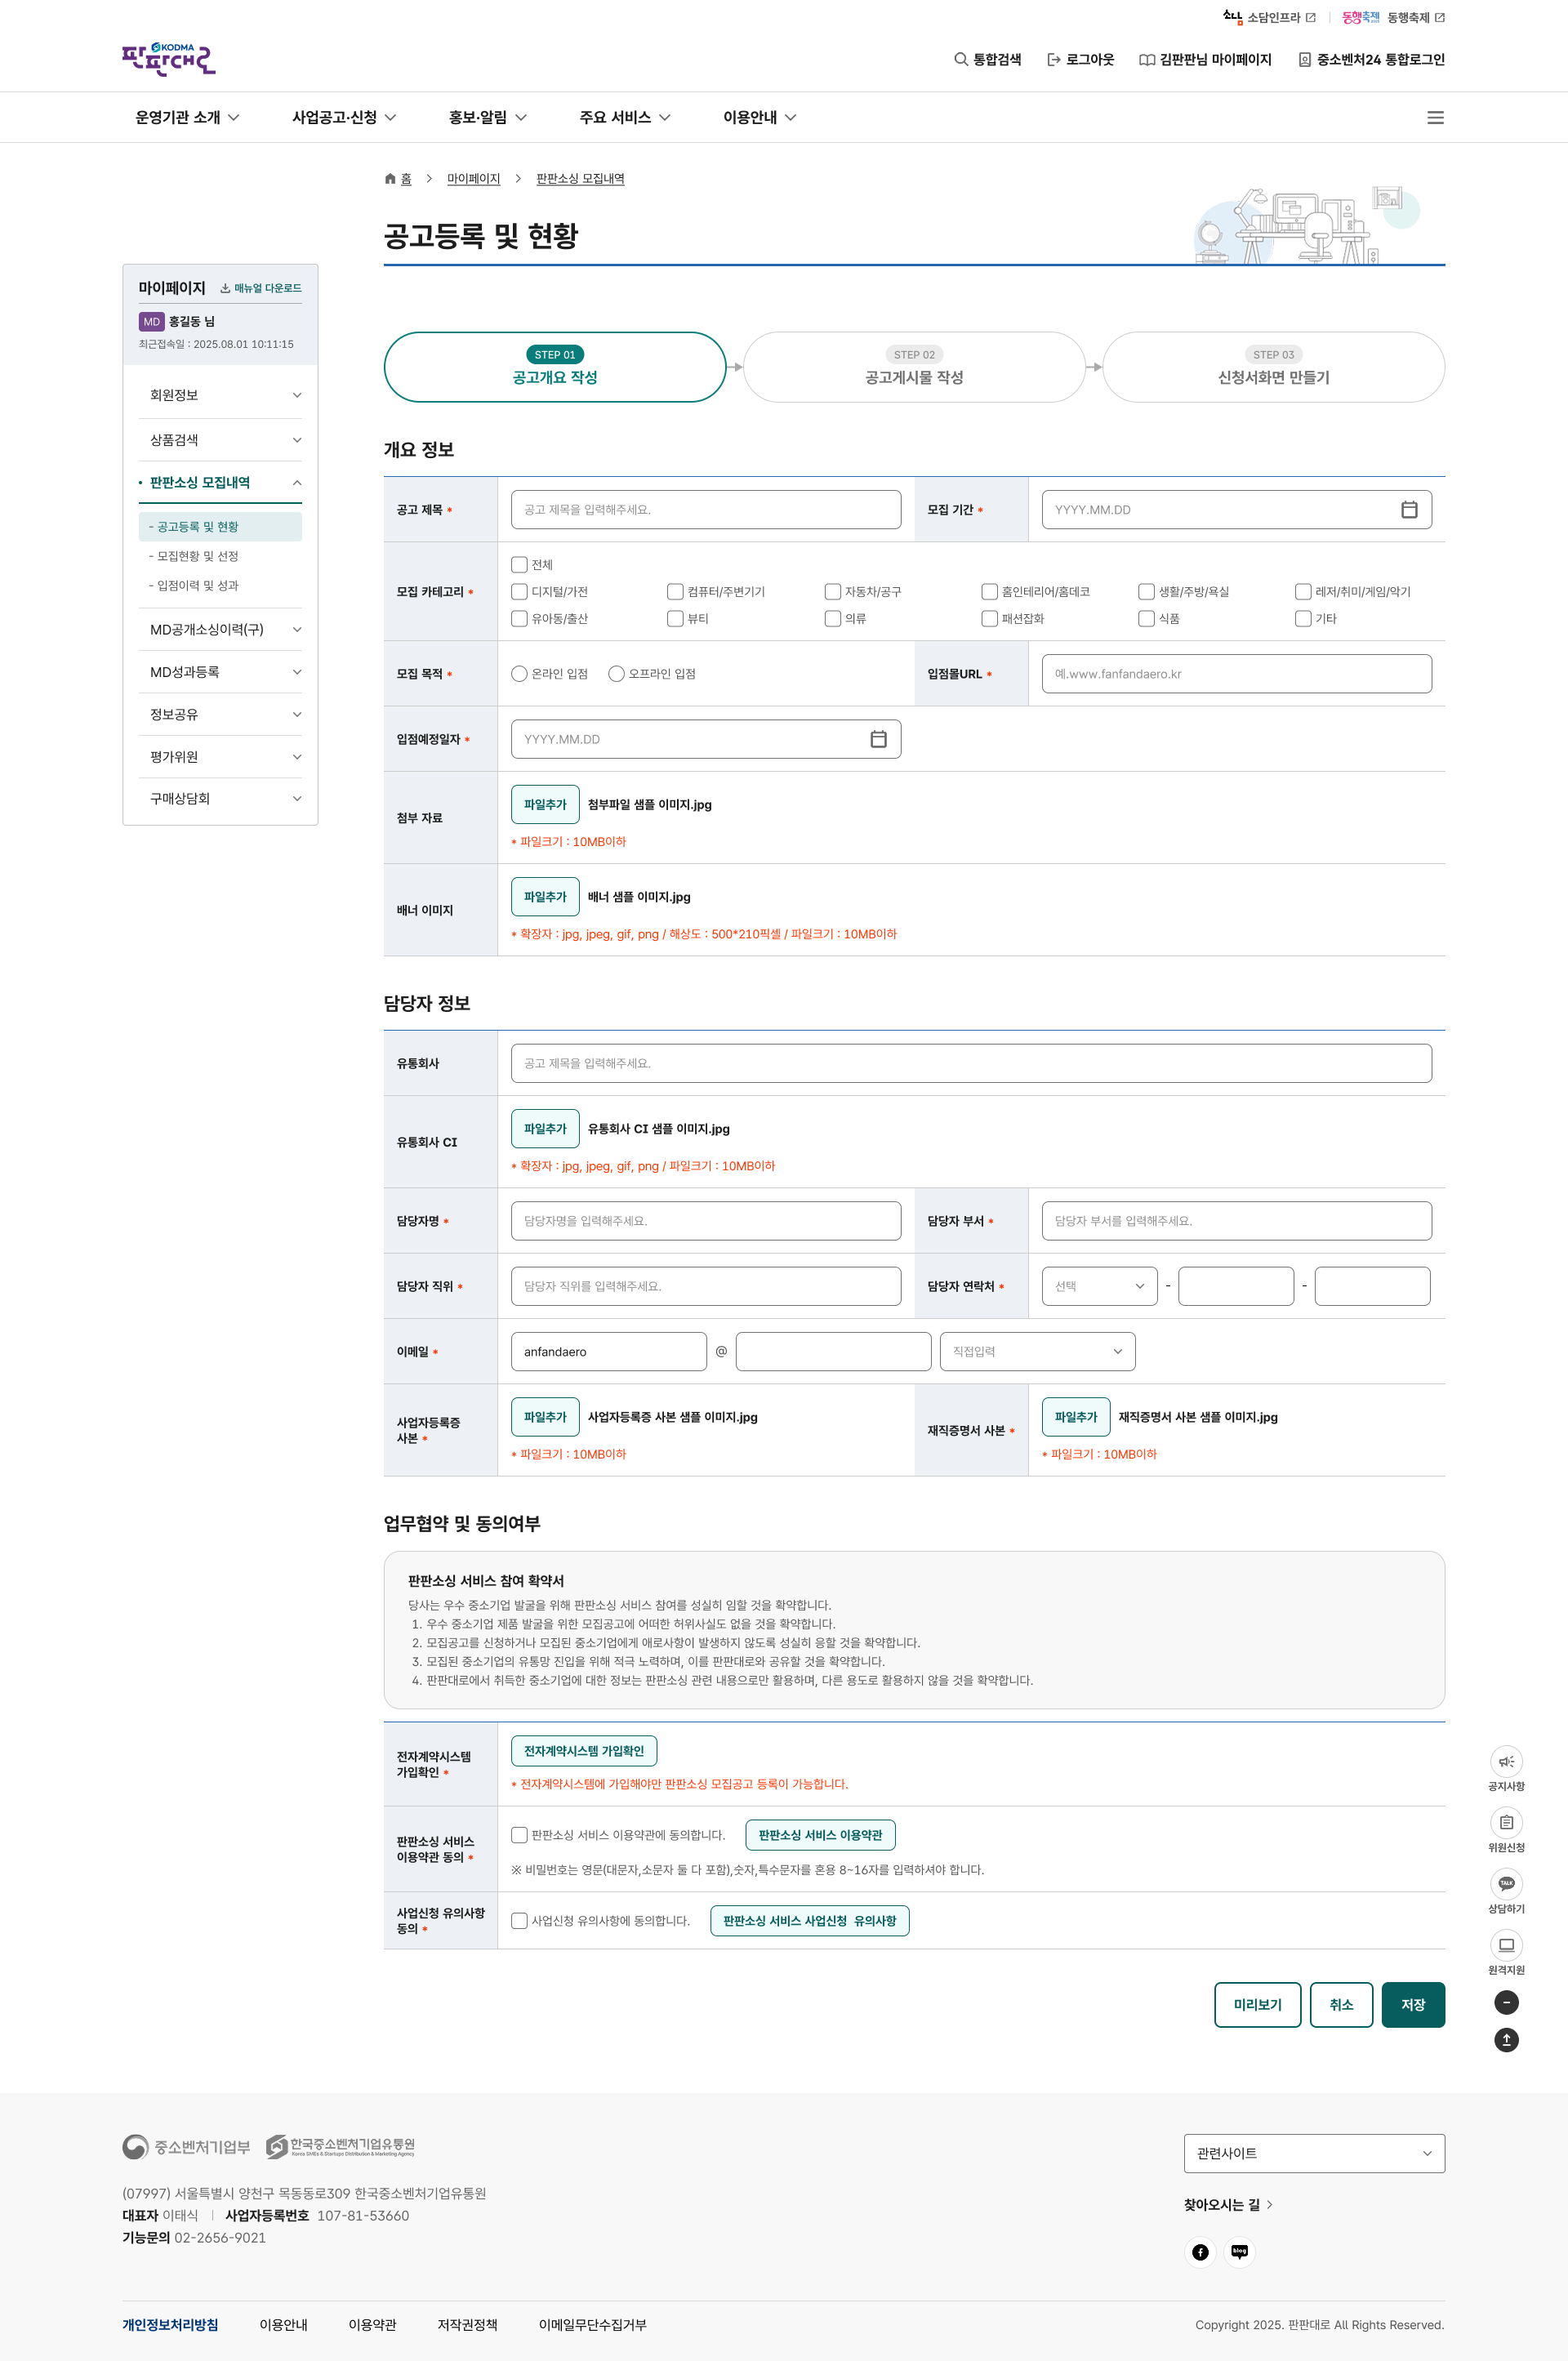 소담 소담인프라 동행축제 동행축제
KODMA
판판대로
통합검색 로그아웃 김판판님 마이페이지 중소벤처24 통합로그인
운영기관 소개 사업공고·신청 홍보·알림 주요 서비스 이용안내
홈 마이페이지 판판소싱 모집내역
공고등록 및 현황
마이페이지 매뉴얼 다운로드
MD 홍길동 님
최근접속일 : 2025.08.01 10:11:15
회원정보
상품검색
판판소싱 모집내역
- 공고등록 및 현황
- 모집현황 및 선정
- 입점이력 및 성과
MD공개소싱이력(구)
MD성과등록
정보공유
평가위원
구매상담회
STEP 01
공고개요 작성
STEP 02
공고게시물 작성
STEP 03
신청서화면 만들기
개요 정보
공고 제목 * 공고 제목을 입력해주세요. 모집 기간 * YYYY.MM.DD
모집 카테고리 *
전체
디지털/가전 컴퓨터/주변기기 자동차/공구 홈인테리어/홈데코 생활/주방/욕실 레저/취미/게임/악기
유아동/출산 뷰티 의류 패션잡화 식품 기타
모집 목적 * 온라인 입점 오프라인 입점 입점몰URL * 예.www.fanfandaero.kr
입점예정일자 * YYYY.MM.DD
첨부 자료
파일추가 첨부파일 샘플 이미지.jpg
* 파일크기 : 10MB이하
배너 이미지
파일추가 배너 샘플 이미지.jpg
* 확장자 : jpg, jpeg, gif, png / 해상도 : 500*210픽셀 / 파일크기 : 10MB이하
담당자 정보
유통회사 공고 제목을 입력해주세요.
유통회사 CI
파일추가 유통회사 CI 샘플 이미지.jpg
* 확장자 : jpg, jpeg, gif, png / 파일크기 : 10MB이하
담당자명 * 담당자명을 입력해주세요. 담당자 부서 * 담당자 부서를 입력해주세요.
담당자 직위 * 담당자 직위를 입력해주세요. 담당자 연락처 * 선택 - -
이메일 * anfandaero @ 직접입력
사업자등록증
사본 *
파일추가 사업자등록증 사본 샘플 이미지.jpg
* 파일크기 : 10MB이하
재직증명서 사본 *
파일추가 재직증명서 사본 샘플 이미지.jpg
* 파일크기 : 10MB이하
업무협약 및 동의여부
판판소싱 서비스 참여 확약서
당사는 우수 중소기업 발굴을 위해 판판소싱 서비스 참여를 성실히 임할 것을 확약합니다.
1. 우수 중소기업 제품 발굴을 위한 모집공고에 어떠한 허위사실도 없을 것을 확약합니다.
2. 모집공고를 신청하거나 모집된 중소기업에게 애로사항이 발생하지 않도록 성실히 응할 것을 확약합니다.
3. 모집된 중소기업의 유통망 진입을 위해 적극 노력하며, 이를 판판대로와 공유할 것을 확약합니다.
4. 판판대로에서 취득한 중소기업에 대한 정보는 판판소싱 관련 내용으로만 활용하며, 다른 용도로 활용하지 않을 것을 확약합니다.
전자계약시스템
가입확인 *
전자계약시스템 가입확인
* 전자계약시스템에 가입해야만 판판소싱 모집공고 등록이 가능합니다.
판판소싱 서비스
이용약관 동의 *
판판소싱 서비스 이용약관에 동의합니다. 판판소싱 서비스 이용약관
※ 비밀번호는 영문(대문자,소문자 둘 다 포함),숫자,특수문자를 혼용 8~16자를 입력하셔야 합니다.
사업신청 유의사항
동의 *
사업신청 유의사항에 동의합니다. 판판소싱 서비스 사업신청 유의사항
미리보기 취소 저장
공지사항
위원신청
TALK
상담하기
원격지원
중소벤처기업부 한국중소벤처기업유통원
Korea SMEs & Startups Distribution & Marketing Agency
관련사이트
(07997) 서울특별시 양천구 목동동로309 한국중소벤처기업유통원
대표자 이태식 사업자등록번호 107-81-53660
기능문의 02-2656-9021
찾아오시는 길
blog
개인정보처리방침 이용안내 이용약관 저작권정책 이메일무단수집거부
Copyright 2025. 판판대로 All Rights Reserved.